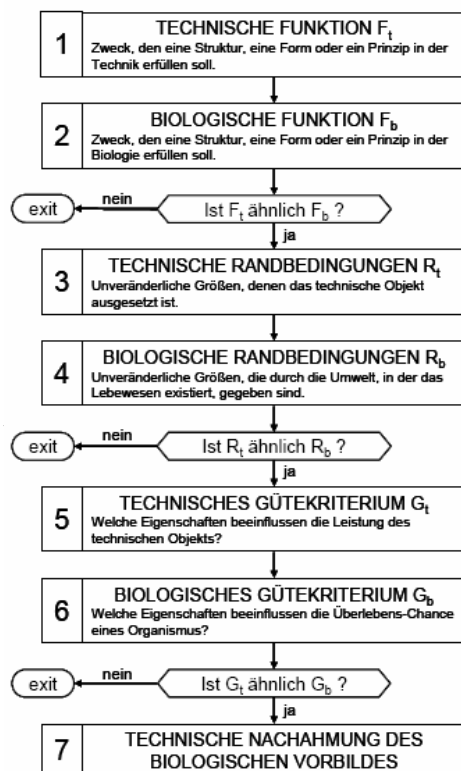 1
TECHNISCHE FUNKTION Ft
Zweck, den eine Struktur, eine Form oder ein Prinzip in der
Technik erfüllen soll.
2
BIOLOGISCHE FUNKTION Fb
Zweck, den eine Struktur, eine Form oder ein Prinzip in der
Biologie erfüllen soll.
exit
nein
Ist Ft ähnlich Fb ?
ja
3
TECHNISCHE RANDBEDINGUNGEN Rt
Unveränderliche Größen, denen das technische Objekt
ausgesetzt ist.
4
BIOLOGISCHE RANDBEDINGUNGEN Rb
Unveränderliche Größen, die durch die Umwelt, in der das
Lebewesen existiert, gegeben sind.
exit
nein
Ist Rt ähnlich Rb ?
ja
5
TECHNISCHES GÜTEKRITERIUM Gt
Welche Eigenschaften beeinflussen die Leistung des
technischen Objekts?
6
BIOLOGISCHES GÜTEKRITERIUM Gb
Welche Eigenschaften beeinflussen die Überlebens-Chance
eines Organismus?
exit
nein
Ist Gt ähnlich Gb ?
ja
7
TECHNISCHE NACHAHMUNG DES
BIOLOGISCHEN VORBILDES